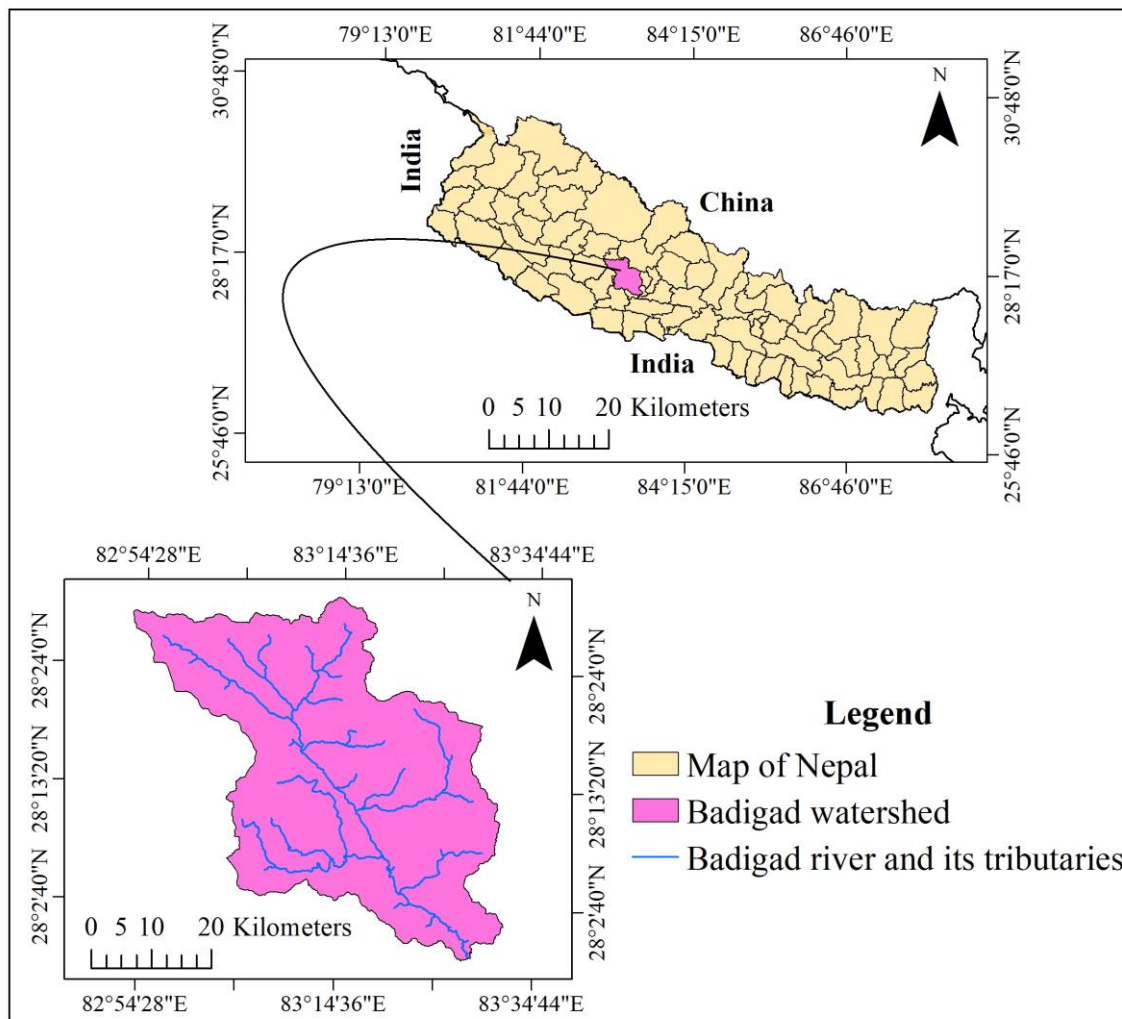 79°13'0"E 81°44'0"E 84°15'0"E 86°46'0"E
30°48'0"N
28°17'0"N
25°46'0"N
30°48'0"N
28°17'0"N
25°46'0"N
N
India
China
India
0 5 10 20 Kilometers
79°13'0"E 81°44'0"E 84°15'0"E 86°46'0"E
82°54'28"E 83°14'36"E 83°34'44"E
28°24'0"N
28°13'20"N
28°2'40"N
28°24'0"N
28°13'20"N
28°2'40"N
N
0 5 10 20 Kilometers
82°54'28"E 83°14'36"E 83°34'44"E
Legend
Map of Nepal
Badigad watershed
Badigad river and its tributaries